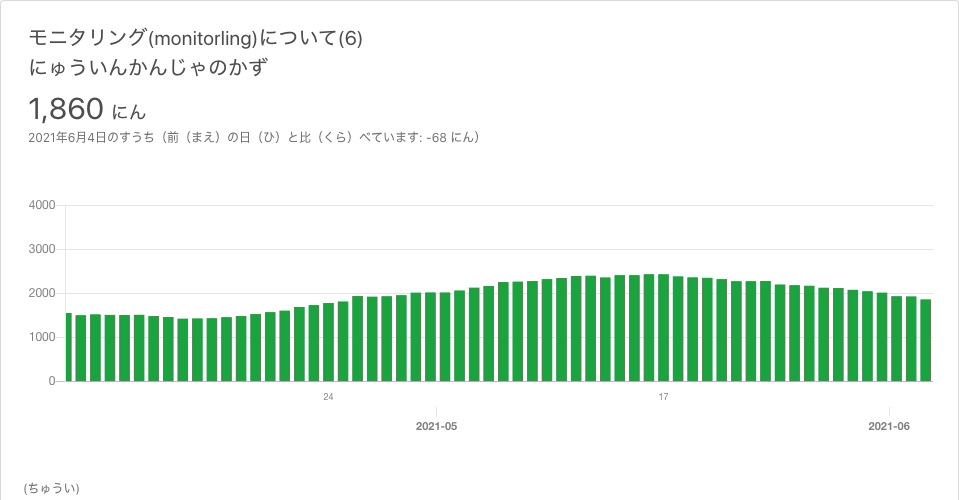 モニタリング(monitorling)について(6)
にゅういんかんじゃのかず
1,860 にん
2021年6月4日のすうち（前（まえ）の日（ひ）と比（くら）べています: -68 にん）
4000
3000
2000
1000
0
24
17
2021-05
2021-06
(ちゅうい)